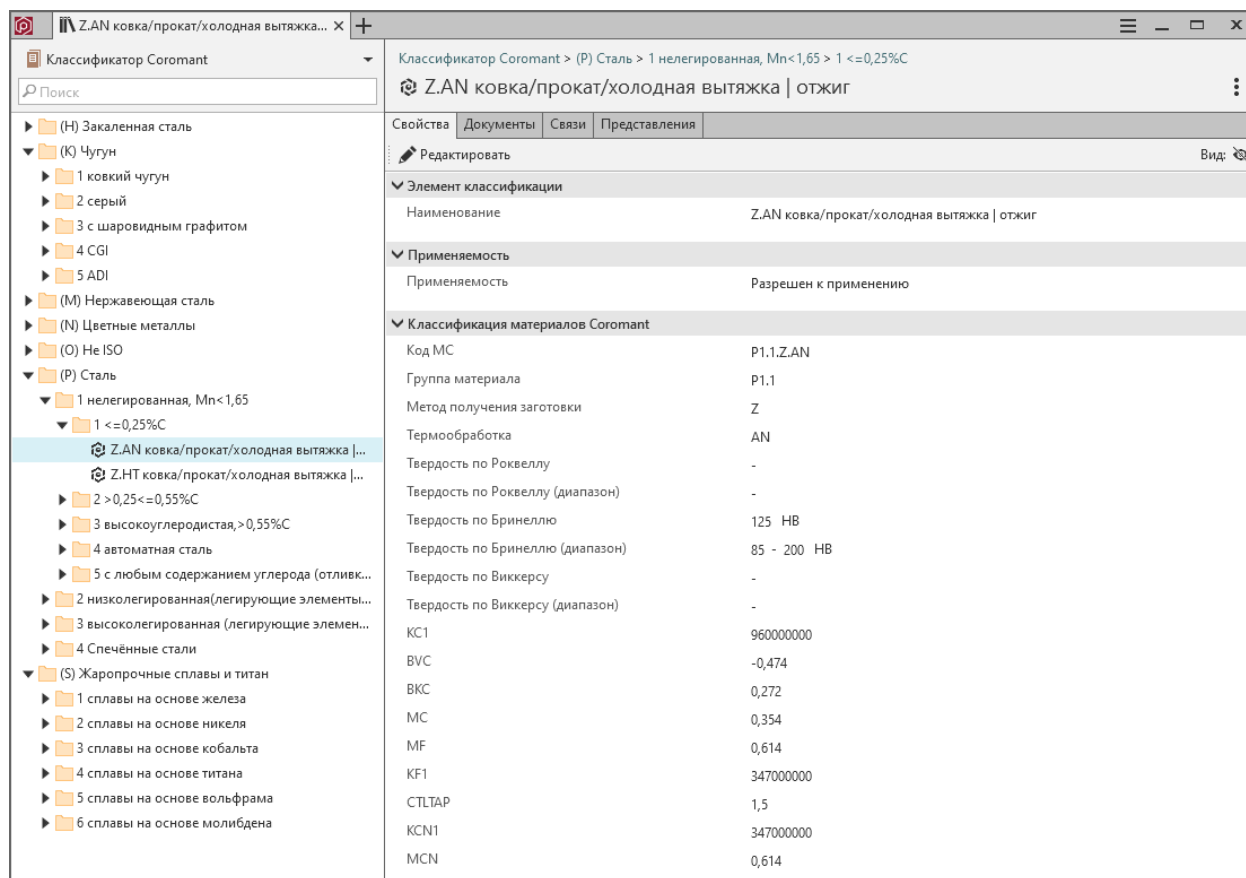 Z.AN ковка/прокат/холодная вытяжка...
Классификатор Coromant
Поиск
(H) Закаленная сталь
(K) Чугун
1 ковкий чугун
2 серый
3 с шаровидным графитом
4 CGI
5 ADI
(M) Нержавеющая сталь
(N) Цветные металлы
(O) Не ISO
(P) Сталь
1 нелегированная, Mn<1,65
1 <=0,25%C
Z.AN ковка/прокат/холодная вытяжка |...
Z.HT ковка/прокат/холодная вытяжка |...
2 >0,25<=0,55%C
3 высокоуглеродистая,>0,55%C
4 автоматная сталь
5 с любым содержанием углерода (отливк...
2 низколегированная(легирующие элементы...
3 высоколегированная (легирующие элемен...
4 Спечённые стали
(S) Жаропрочные сплавы и титан
1 сплавы на основе железа
2 сплавы на основе никеля
3 сплавы на основе кобальта
4 сплавы на основе титана
5 сплавы на основе вольфрама
6 сплавы на основе молибдена
Классификатор Coromant > (P) Сталь > 1 нелегированная, Mn<1,65 > 1 <=0,25%C
Z.AN ковка/прокат/холодная вытяжка | отжиг
Свойства Документы Связи Представления
Редактировать Вид:
Элемент классификации
Наименование Z.AN ковка/прокат/холодная вытяжка | отжиг
Применяемость
Применяемость Разрешен к применению
Классификация материалов Coromant
Код MC P1.1.Z.AN
Группа материала P1.1
Метод получения заготовки Z
Термообработка AN
Твердость по Роквеллу -
Твердость по Роквеллу (диапазон) -
Твердость по Бринеллю 125 HB
Твердость по Бринеллю (диапазон) 85 - 200 HB
Твердость по Виккерсу -
Твердость по Виккерсу (диапазон) -
KC1 960000000
BVC -0,474
BKC 0,272
MC 0,354
MF 0,614
KF1 347000000
CTLTAP 1,5
KCN1 347000000
MCN 0,614